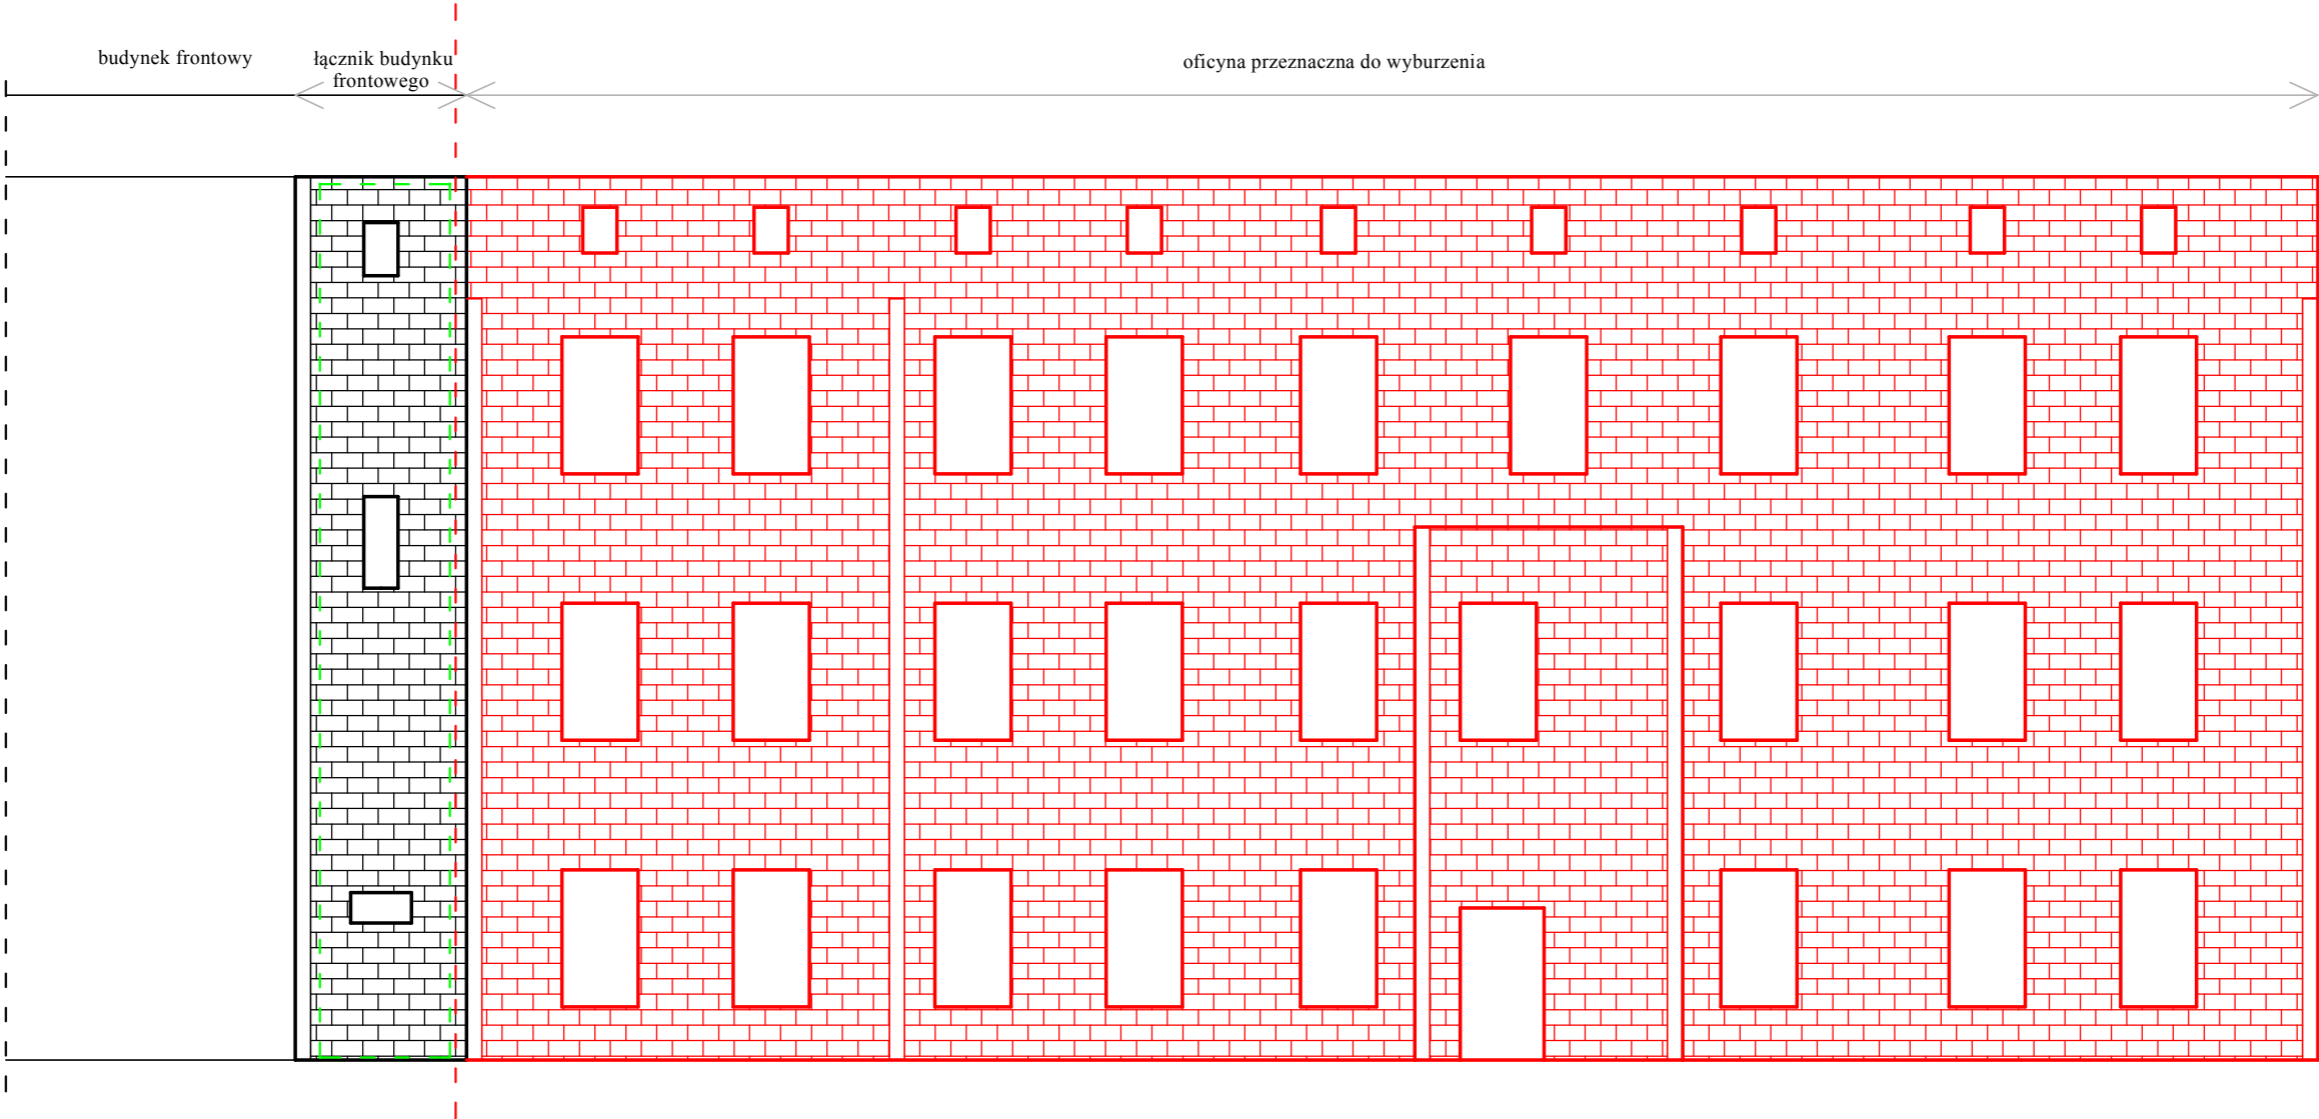 budynek frontowy
łącznik budynku
frontowego
oficyna przeznaczna do wyburzenia